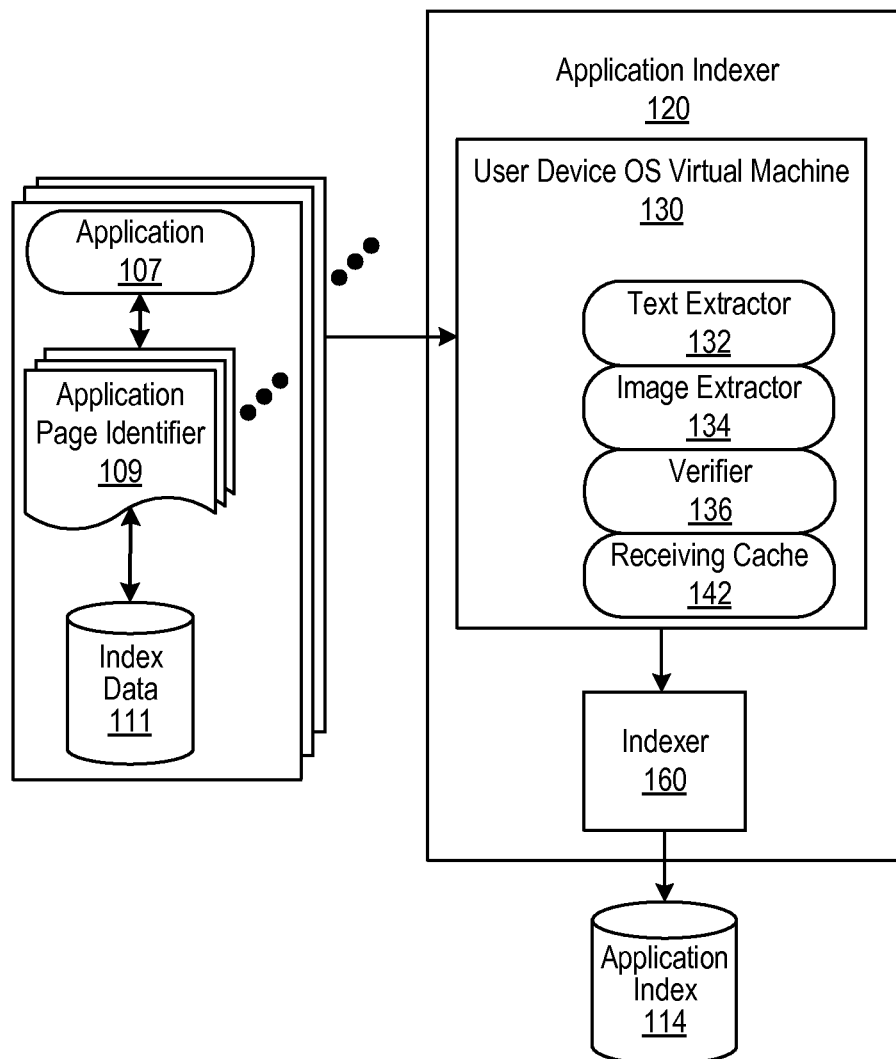 Application
107
Application
Page Identifier
109
Index
Data
111
Application Indexer
120
User Device OS Virtual Machine
130
Text Extractor
132
Image Extractor
134
Verifier
136
Receiving Cache
142
Indexer
160
Application
Index
114